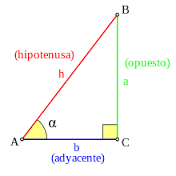 B
(hipotenusa)
h
(opuesto)
a
α
A
C
b
(adyacente)